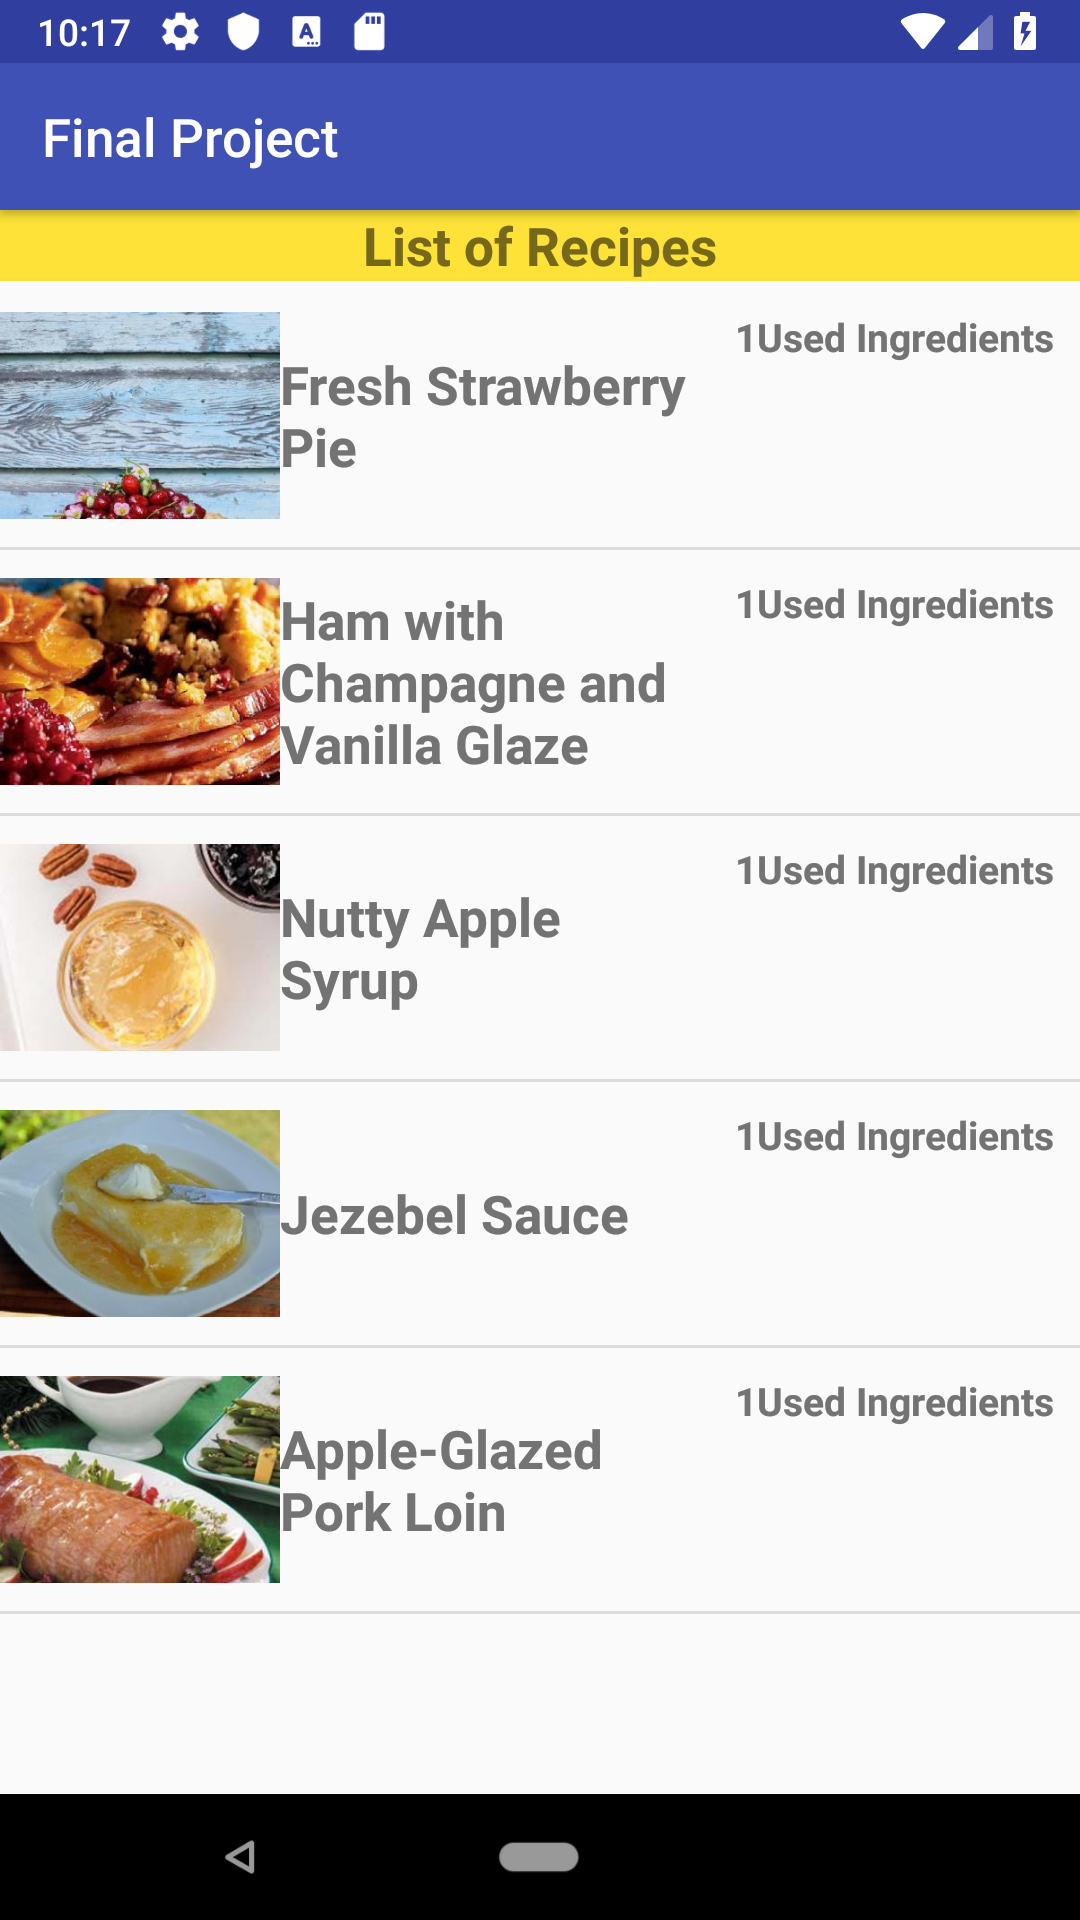 10:17
Final Project
List of Recipes
1Used Ingredients
Fresh Strawberry
Pie
1Used Ingredients
Ham with
Champagne and
Vanilla Glaze
1Used Ingredients
Nutty Apple
Syrup
1Used Ingredients
Jezebel Sauce
1Used Ingredients
Apple-Glazed
Pork Loin